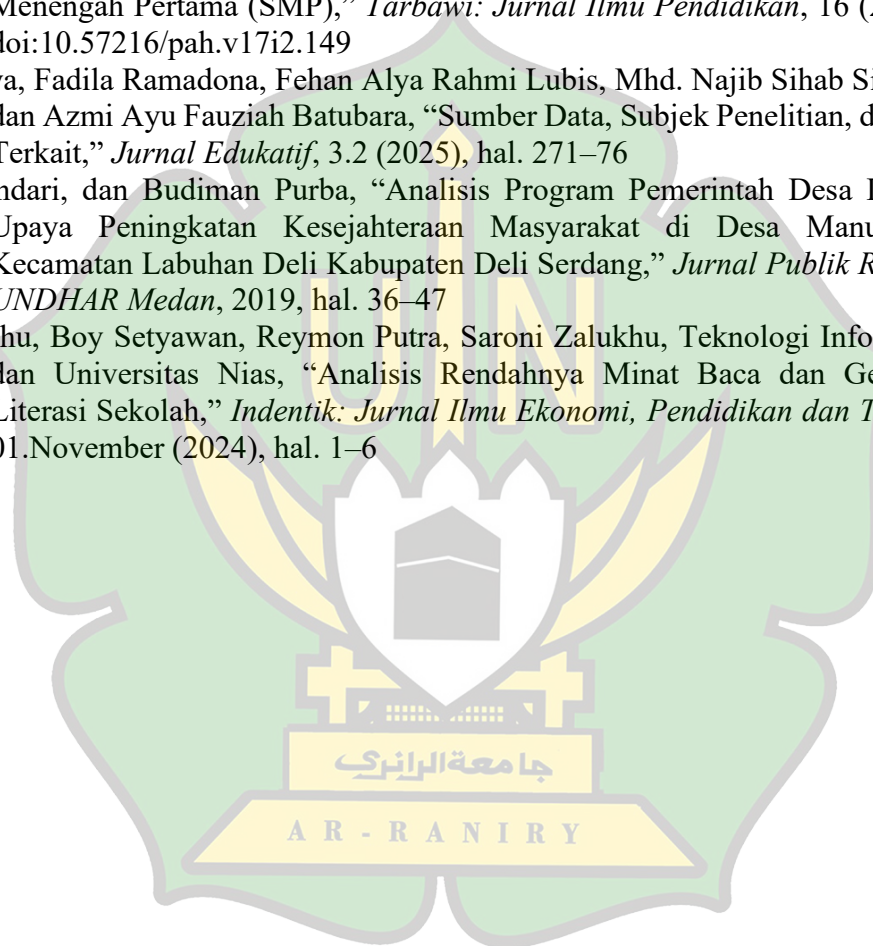 Menengah Pertama (SMP),” Tarbawi: Jurnal Ilmu Pendidikan, 16 (
doi:10.57216/pah.v17i2.149
a, Fadila Ramadona, Fehan Alya Rahmi Lubis, Mhd. Najib Sihab Si
dan Azmi Ayu Fauziah Batubara, “Sumber Data, Subjek Penelitian, d
Terkait,” Jurnal Edukatif, 3.2 (2025), hal. 271–76
ndari, dan Budiman Purba, “Analisis Program Pemerintah Desa
Upaya Peningkatan Kesejahteraan Masyarakat di Desa Manu
Kecamatan Labuhan Deli Kabupaten Deli Serdang,” Jurnal Publik R
UNDHAR Medan, 2019, hal. 36–47
hu, Boy Setyawan, Reymon Putra, Saroni Zalukhu, Teknologi Info
dan Universitas Nias, “Analisis Rendahnya Minat Baca dan Ge
Literasi Sekolah,” Indentik: Jurnal Ilmu Ekonomi, Pendidikan dan T
01.November (2024), hal. 1–6
UIN
جامعةالرانري
AR-RANIRY